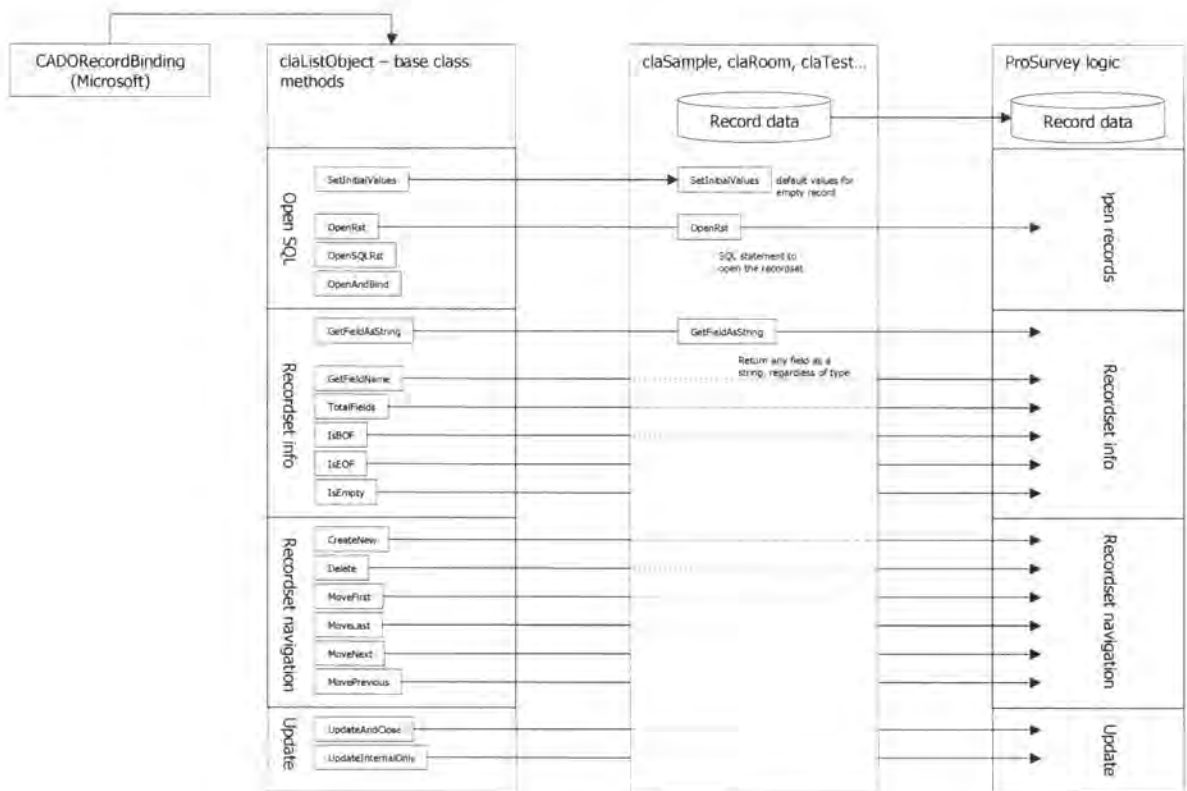 CADORecordBinding
(Microsoft)
claListObject – base class
methods
claSample, claRoom, claTest...
ProSurvey logic
Record data
Record data
Open SQL
SetInitialValues
SetInitialValues
default values for
empty record
OpenRst
OpenRst
OpenSQLRst
SQL statement to
open the recordset
OpenAndBind
pen records
Recordset info
GetFieldAsString
GetFieldAsString
Return any field as a
string, regardless of type
GetFieldName
TotalFields
IsBOF
IsEOF
IsEmpty
Recordset info
Recordset navigation
CreateNew
Delete
MoveFirst
MoveLast
MoveNext
MovePrevious
Recordset navigation
Update
UpdateAndClose
UpdateInternalOnly
Update